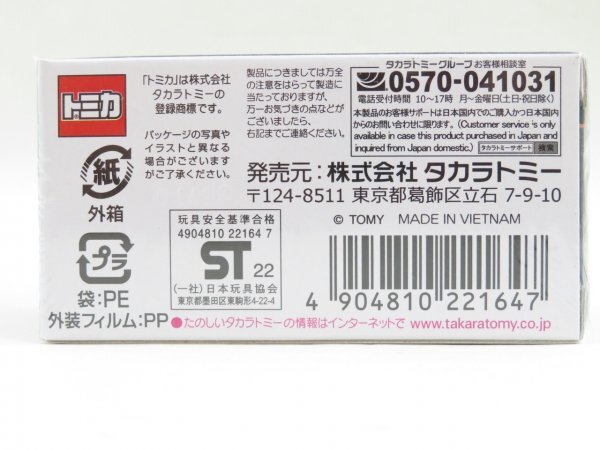 トミカ
「トミカ」は株式会社
タカラトミーの
登録商標です。
パッケージの写真や
イラストと異なる
場合がございますが
ご了承ください。
製品につきましては万全
の注意をはらって製造に
当たっておりますが、
万一お気づきの点などが
ございましたら、
右記までご連絡ください。
タカラトミーグループ お客様相談室
0570-041031
電話受付時間 10～17時 月～金曜日(土・日・祝日除く)
本製品のお客様サポートは日本国内でのご購入かつ日本国内
からのお問い合わせに限ります。(Customer service is only
available in case this product purchased in Japan and
inquired from Japan domestic.)
タカラトミーサポート 検索
紙
外箱
発売元:株式会社 タカラトミー
〒124-8511 東京都葛飾区立石 7-9-10
© TOMY MADE IN VIETNAM
玩具安全基準合格
4904810 22164 7
ST 22
(一社)日本玩具協会
東京都墨田区東駒形4-22-4
プラ
袋:PE
外装フィルム:PP
4 904810 221647
●たのしいタカラトミーの情報はインターネットで www.takaratomy.co.jp